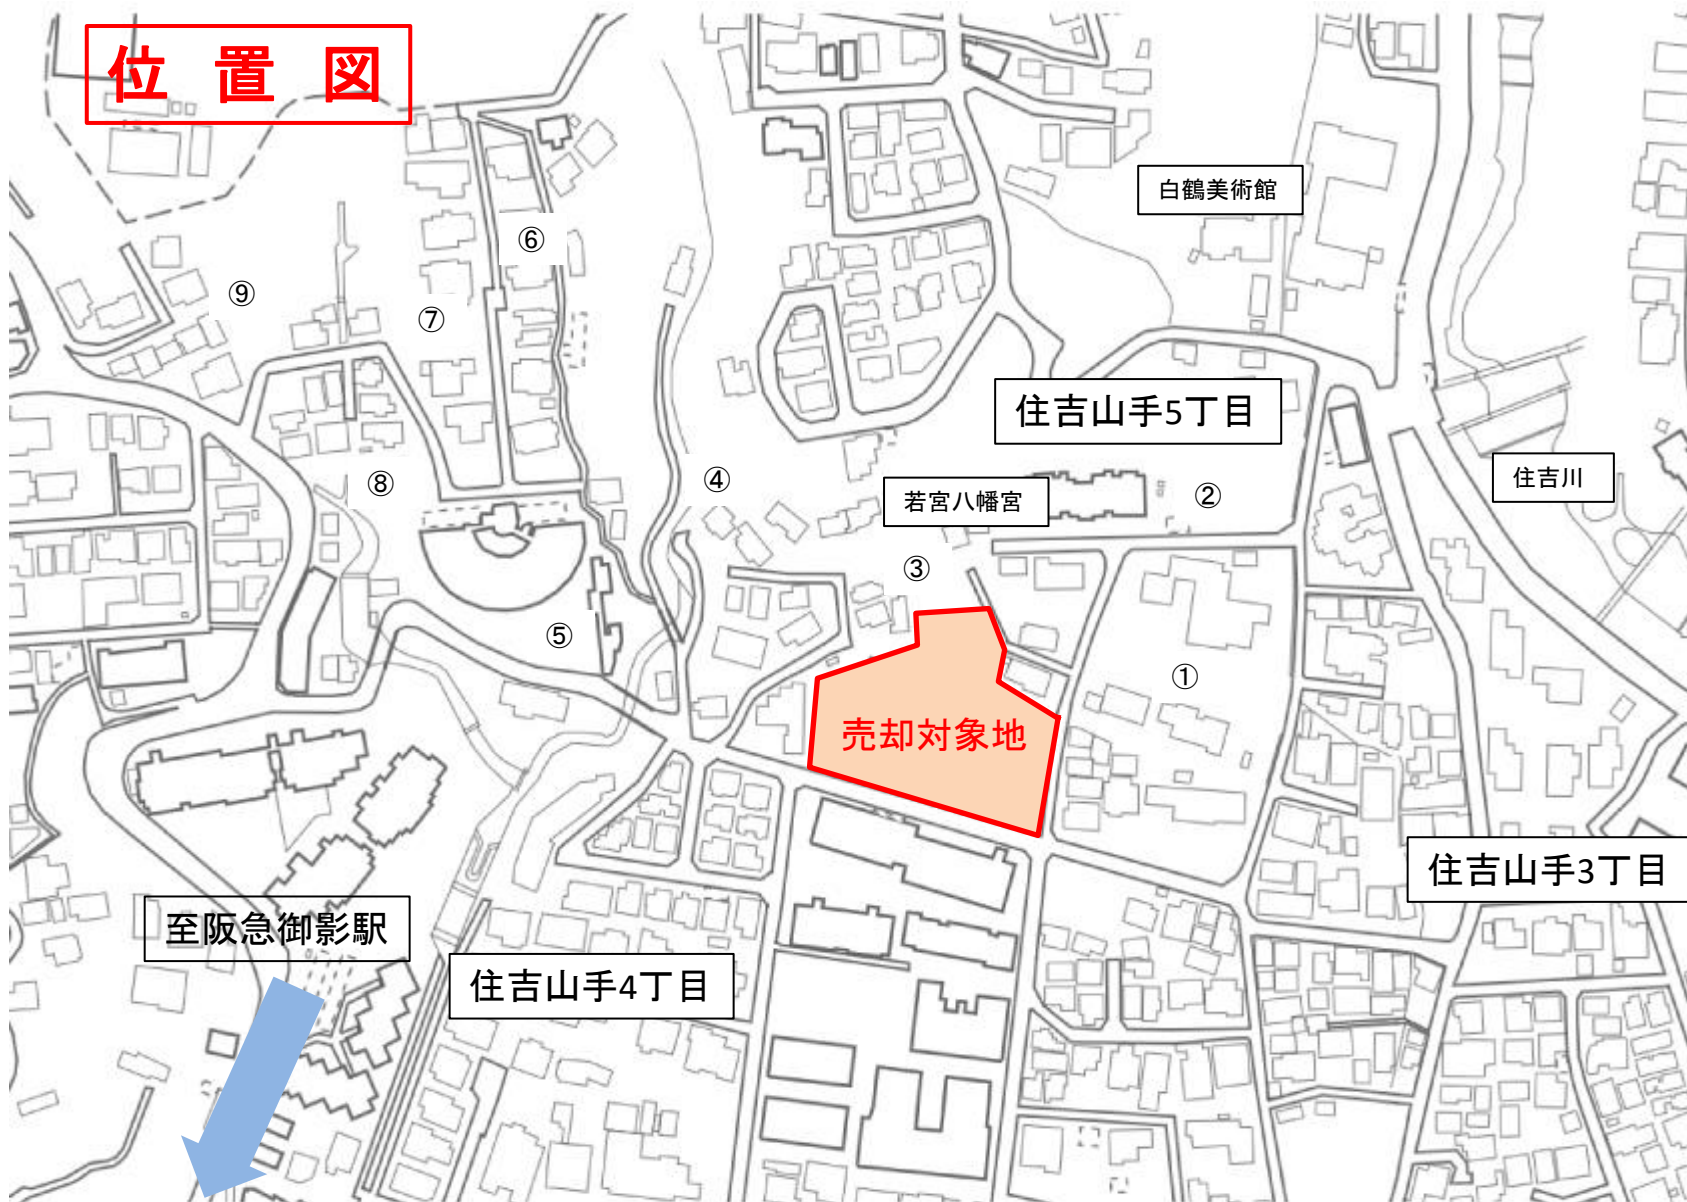 位置図
白鶴美術館
⑥
⑨
⑦
住吉山手5丁目
④
⑧
若宮八幡宮
②
住吉川
③
⑤
①
売却対象地
住吉山手3丁目
至阪急御影駅
住吉山手4丁目